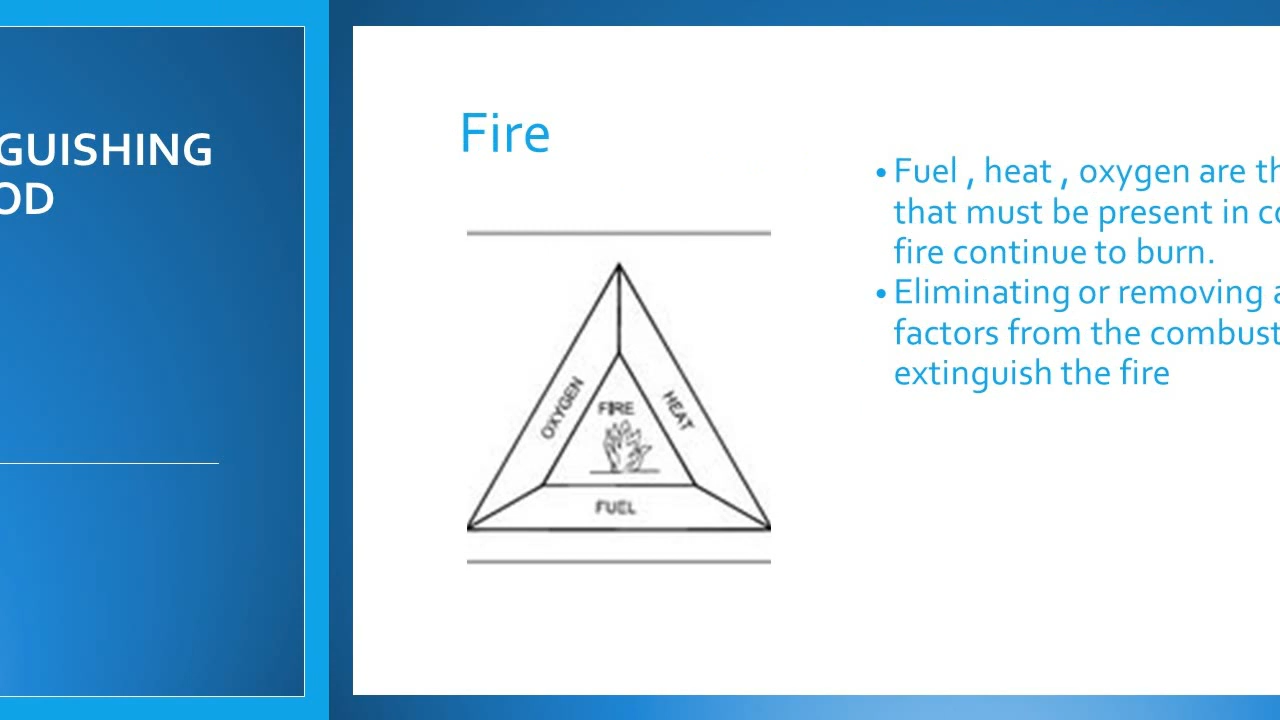 GUISHING
OD
Fire
• Fuel , heat , oxygen are th
that must be present in co
fire continue to burn.
• Eliminating or removing a
factors from the combust
extinguish the fire
OXYGEN
FIRE
HEAT
FUEL